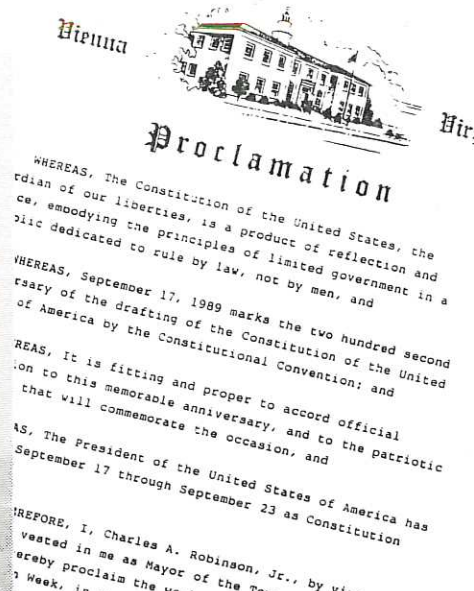 Vienna
Proclamation
WHEREAS, The Constitution of the United States, the
rdian of our liberties, is a product of reflection and
ce, embodying the principles of limited government in a
blic dedicated to rule by law, not by men, and
WHEREAS, September 17, 1989 marks the two hundred second
rsary of the drafting of the Constitution of the United
of America by the Constitutional Convention; and
REAS, It is fitting and proper to accord official
ion to this memorable anniversary, and to the patriotic
that will commemorate the occasion, and
AS, The President of the United States of America has
September 17 through September 23 as Constitution
REFORE, I, Charles A. Robinson, Jr., by
vested in me as Mayor of the
ereby proclaim the
Week,